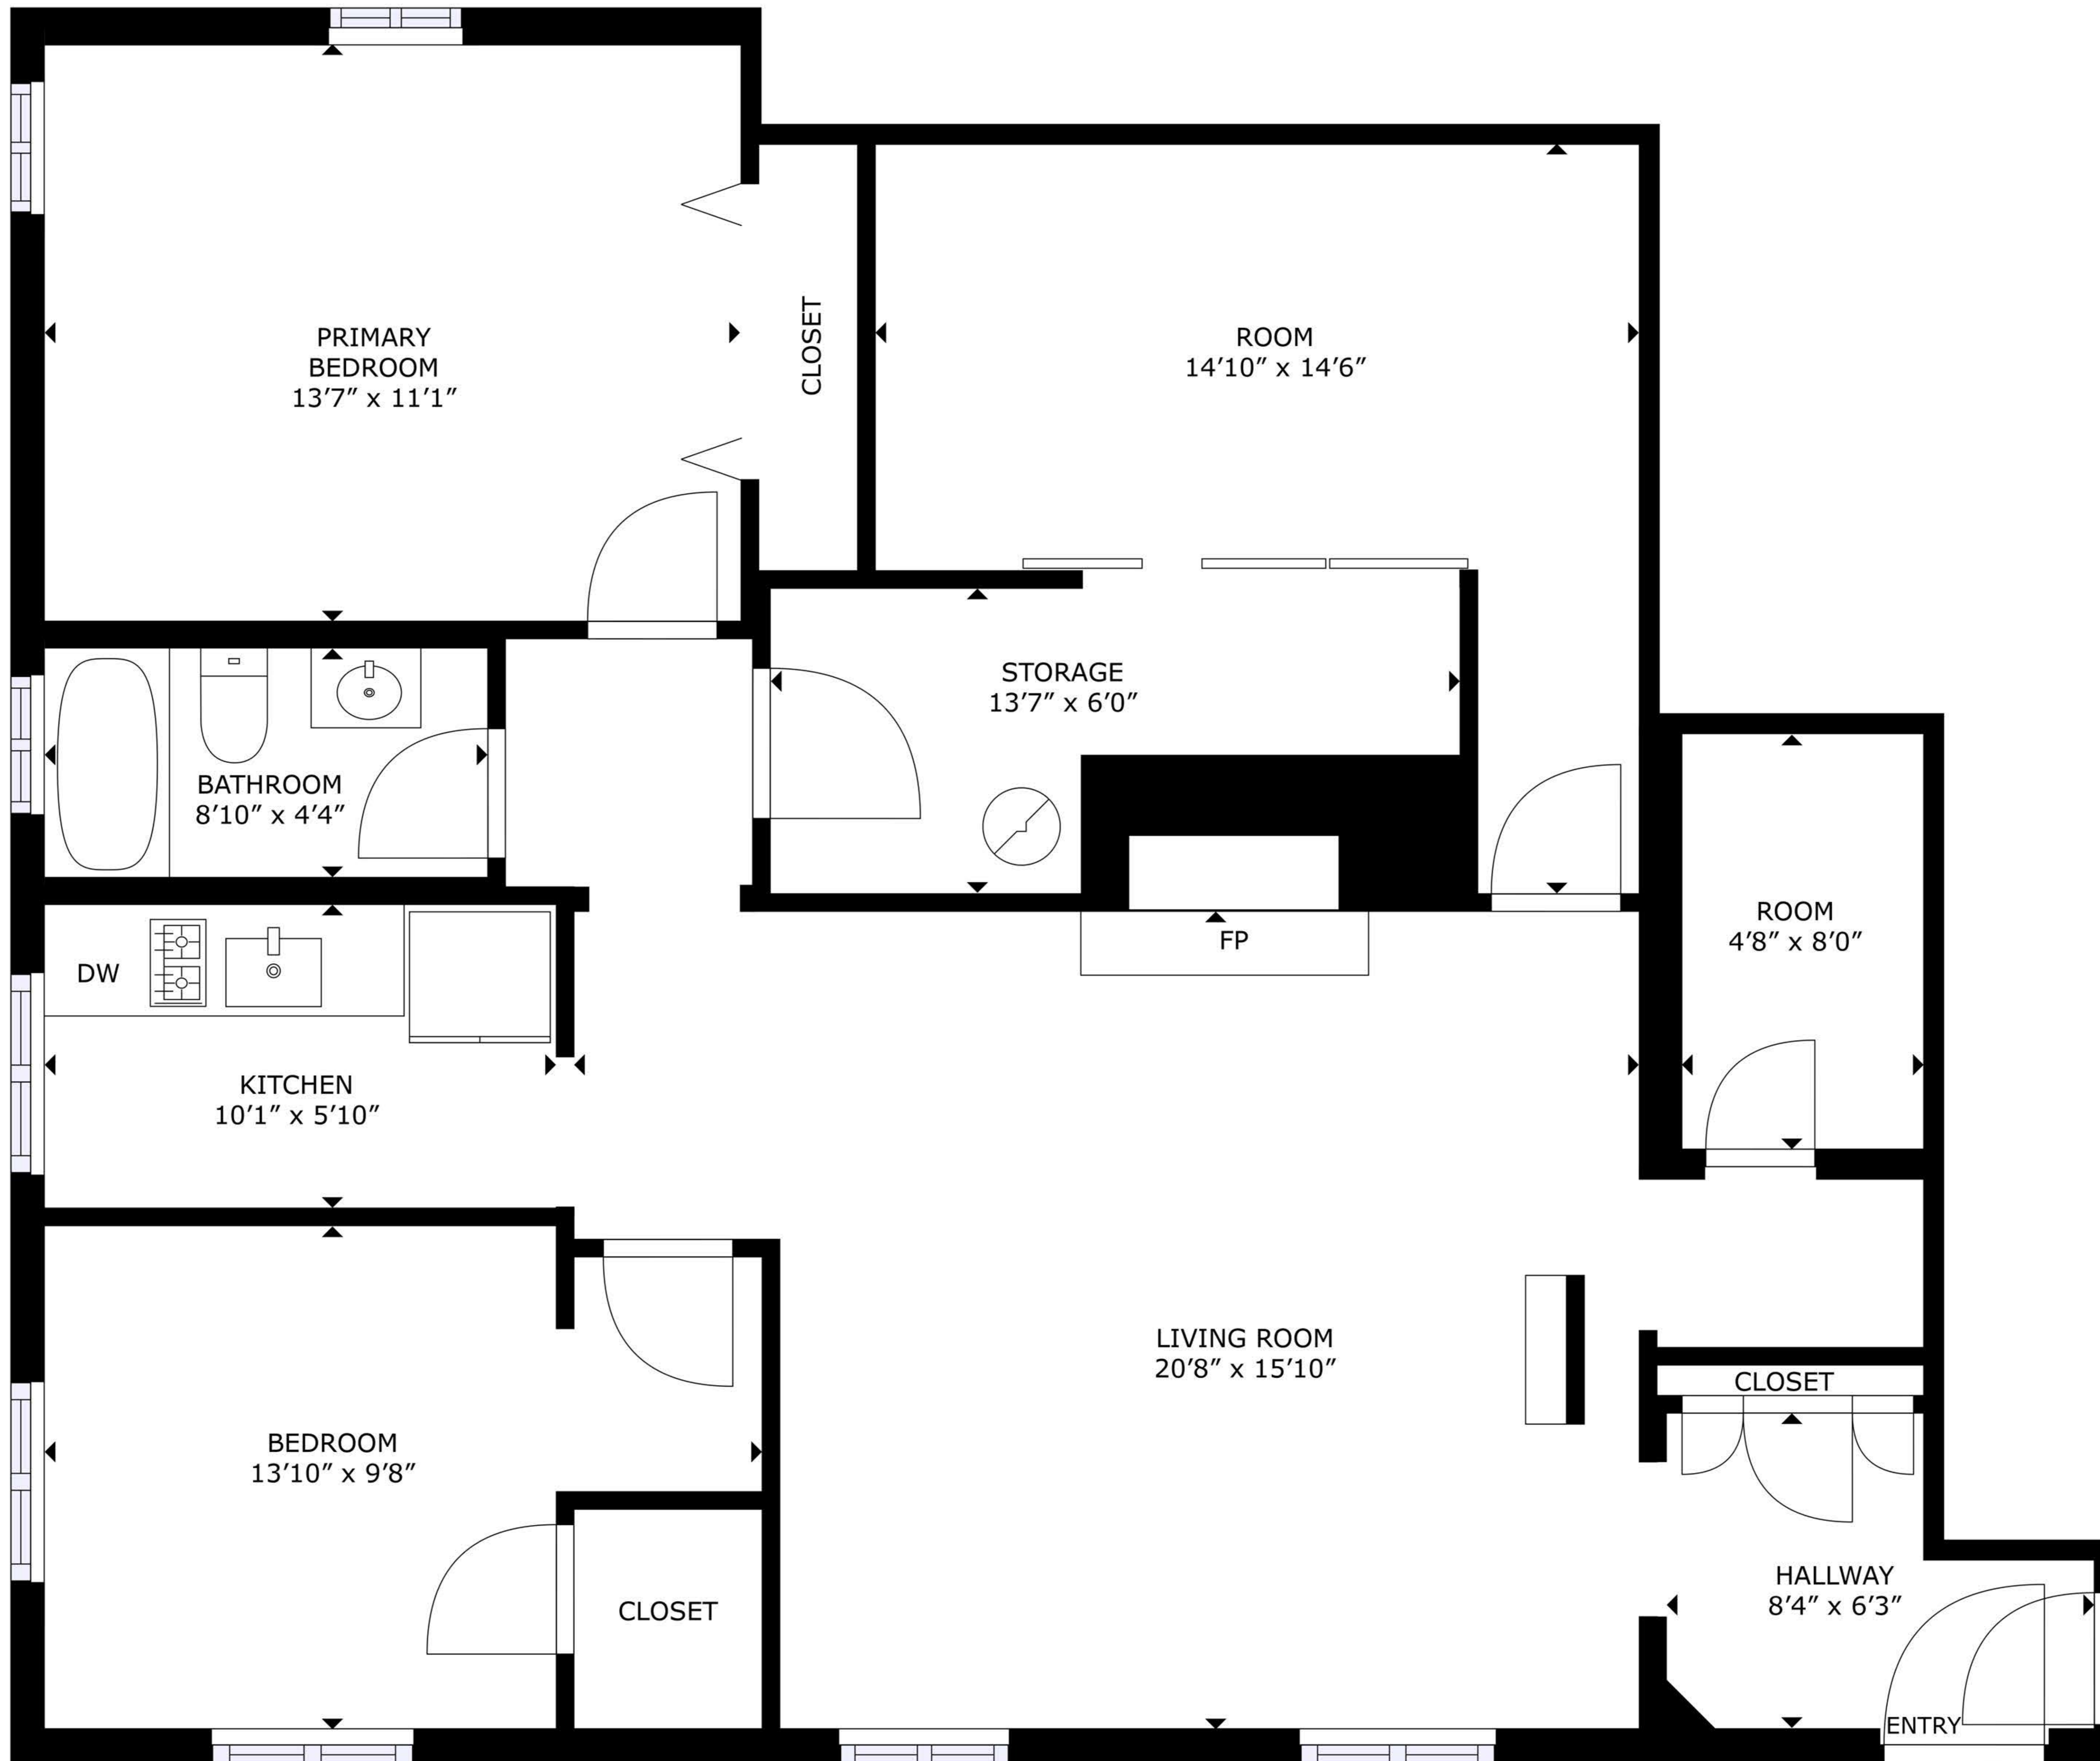 PRIMARY
BEDROOM
13'7" x 11'1"
CLOSET
ROOM
14'10" x 14'6"
STORAGE
13'7" x 6'0"
BATHROOM
8'10" x 4'4"
ROOM
4'8" x 8'0"
FP
DW
KITCHEN
10'1" x 5'10"
LIVING ROOM
20'8" x 15'10"
CLOSET
BEDROOM
13'10" x 9'8"
HALLWAY
8'4" x 6'3"
CLOSET
ENTRY